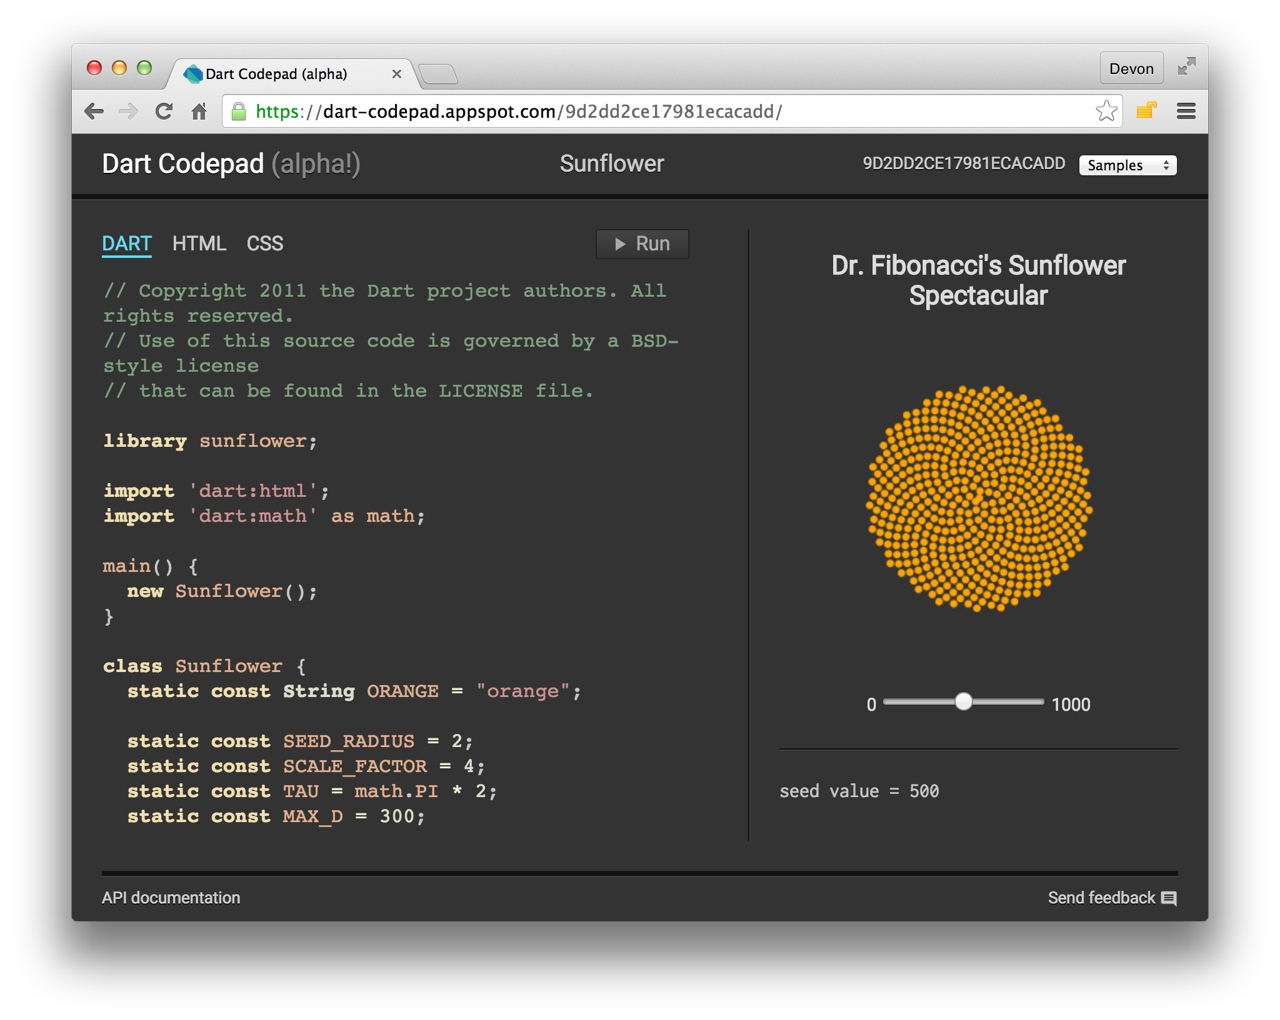 Dart Codepad (alpha)
Devon
https://dart-codepad.appspot.com/9d2dd2ce17981ecacadd/
Dart Codepad (alpha!)
Sunflower
9D2DD2CE17981ECACADD
Samples
DART HTML CSS
Run
// Copyright 2011 the Dart project authors. All
rights reserved.
// Use of this source code is governed by a BSD-
style license
// that can be found in the LICENSE file.
library sunflower;
import 'dart:html';
import 'dart:math' as math;
main() {
  new Sunflower();
}
class Sunflower {
  static const String ORANGE = "orange";
  static const SEED_RADIUS = 2;
  static const SCALE_FACTOR = 4;
  static const TAU = math.PI * 2;
  static const MAX_D = 300;
Dr. Fibonacci's Sunflower
Spectacular
0 1000
seed value = 500
API documentation
Send feedback